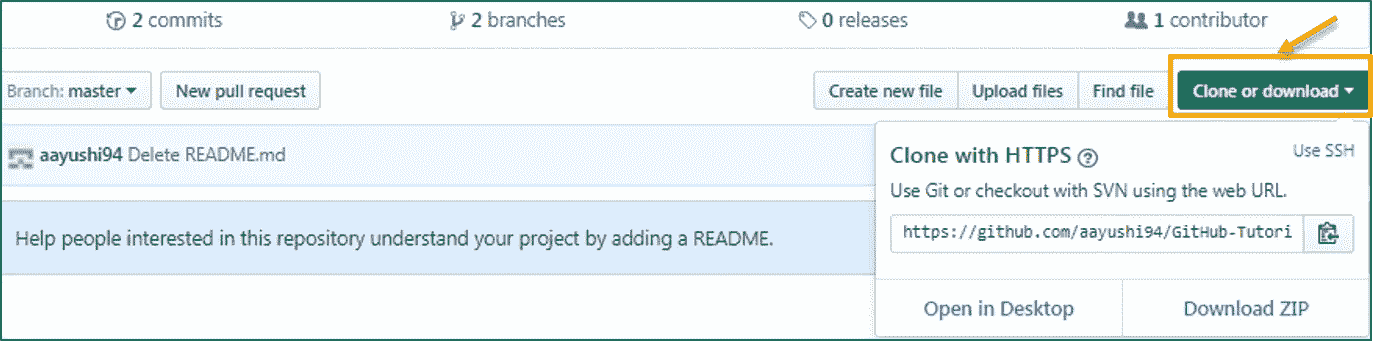 2 commits 2 branches 0 releases 1 contributor
Branch: master New pull request Create new file Upload files Find file Clone or download
aayushi94 Delete README.md
Clone with HTTPS ? Use SSH
Use Git or checkout with SVN using the web URL.
https://github.com/aayushi94/GitHub-Tutori
Help people interested in this repository understand your project by adding a README.
Open in Desktop Download ZIP